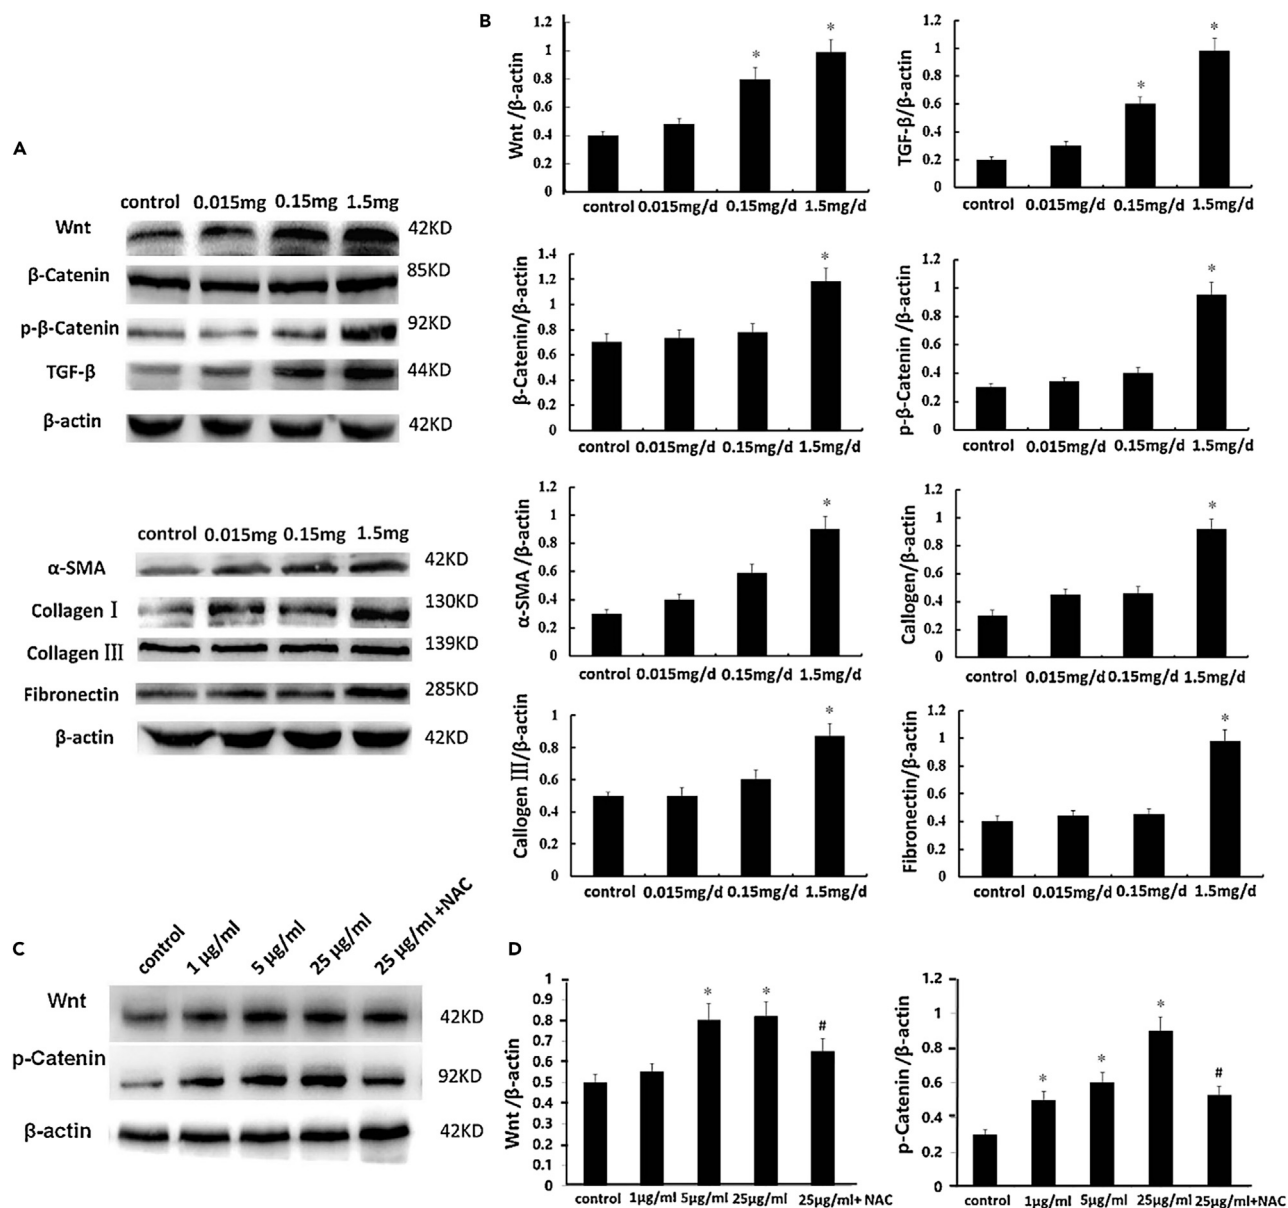 A
control 0.015mg 0.15mg 1.5mg
Wnt 42KD
β-Catenin 85KD
p-β-Catenin 92KD
TGF-β 44KD
β-actin 42KD
control 0.015mg 0.15mg 1.5mg
α-SMA 42KD
Collagen I 130KD
Collagen III 139KD
Fibronectin 285KD
β-actin 42KD
B
Wnt /β-actin
1.2
1
0.8
0.6
0.4
0.2
0
* *
control 0.015mg/d 0.15mg/d 1.5mg/d
TGF-β/β-actin
1.2
1
0.8
0.6
0.4
0.2
0
* *
control 0.015mg/d 0.15mg/d 1.5mg/d
β-Catenin/β-actin
1.4
1.2
1
0.8
0.6
0.4
0.2
0
*
control 0.015mg/d 0.15mg/d 1.5mg/d
p-β-Catenin /β-actin
1.2
1
0.8
0.6
0.4
0.2
0
*
control 0.015mg/d 0.15mg/d 1.5mg/d
α-SMA /β-actin
1.2
1
0.8
0.6
0.4
0.2
0
*
control 0.015mg/d 0.15mg/d 1.5mg/d
Callogen/β-actin
1.2
1
0.8
0.6
0.4
0.2
0
*
control 0.015mg/d 0.15mg/d 1.5mg/d
Callogen III/β-actin
1
0.8
0.6
0.4
0.2
0
*
control 0.015mg/d 0.15mg/d 1.5mg/d
Fibronectin/β-actin
1.2
1
0.8
0.6
0.4
0.2
0
*
control 0.015mg/d 0.15mg/d 1.5mg/d
C
control 1 μg/ml 5 μg/ml 25 μg/ml 25 μg/ml +NAC
Wnt 42KD
p-Catenin 92KD
β-actin 42KD
D
Wnt /β-actin
1
0.9
0.8
0.7
0.6
0.5
0.4
0.3
0.2
0.1
0
* * #
control 1μg/ml 5μg/ml 25μg/ml 25μg/ml+ NAC
p-Catenin /β-actin
1.2
1
0.8
0.6
0.4
0.2
0
* * * #
control 1μg/ml 5μg/ml 25μg/ml 25μg/ml+NAC